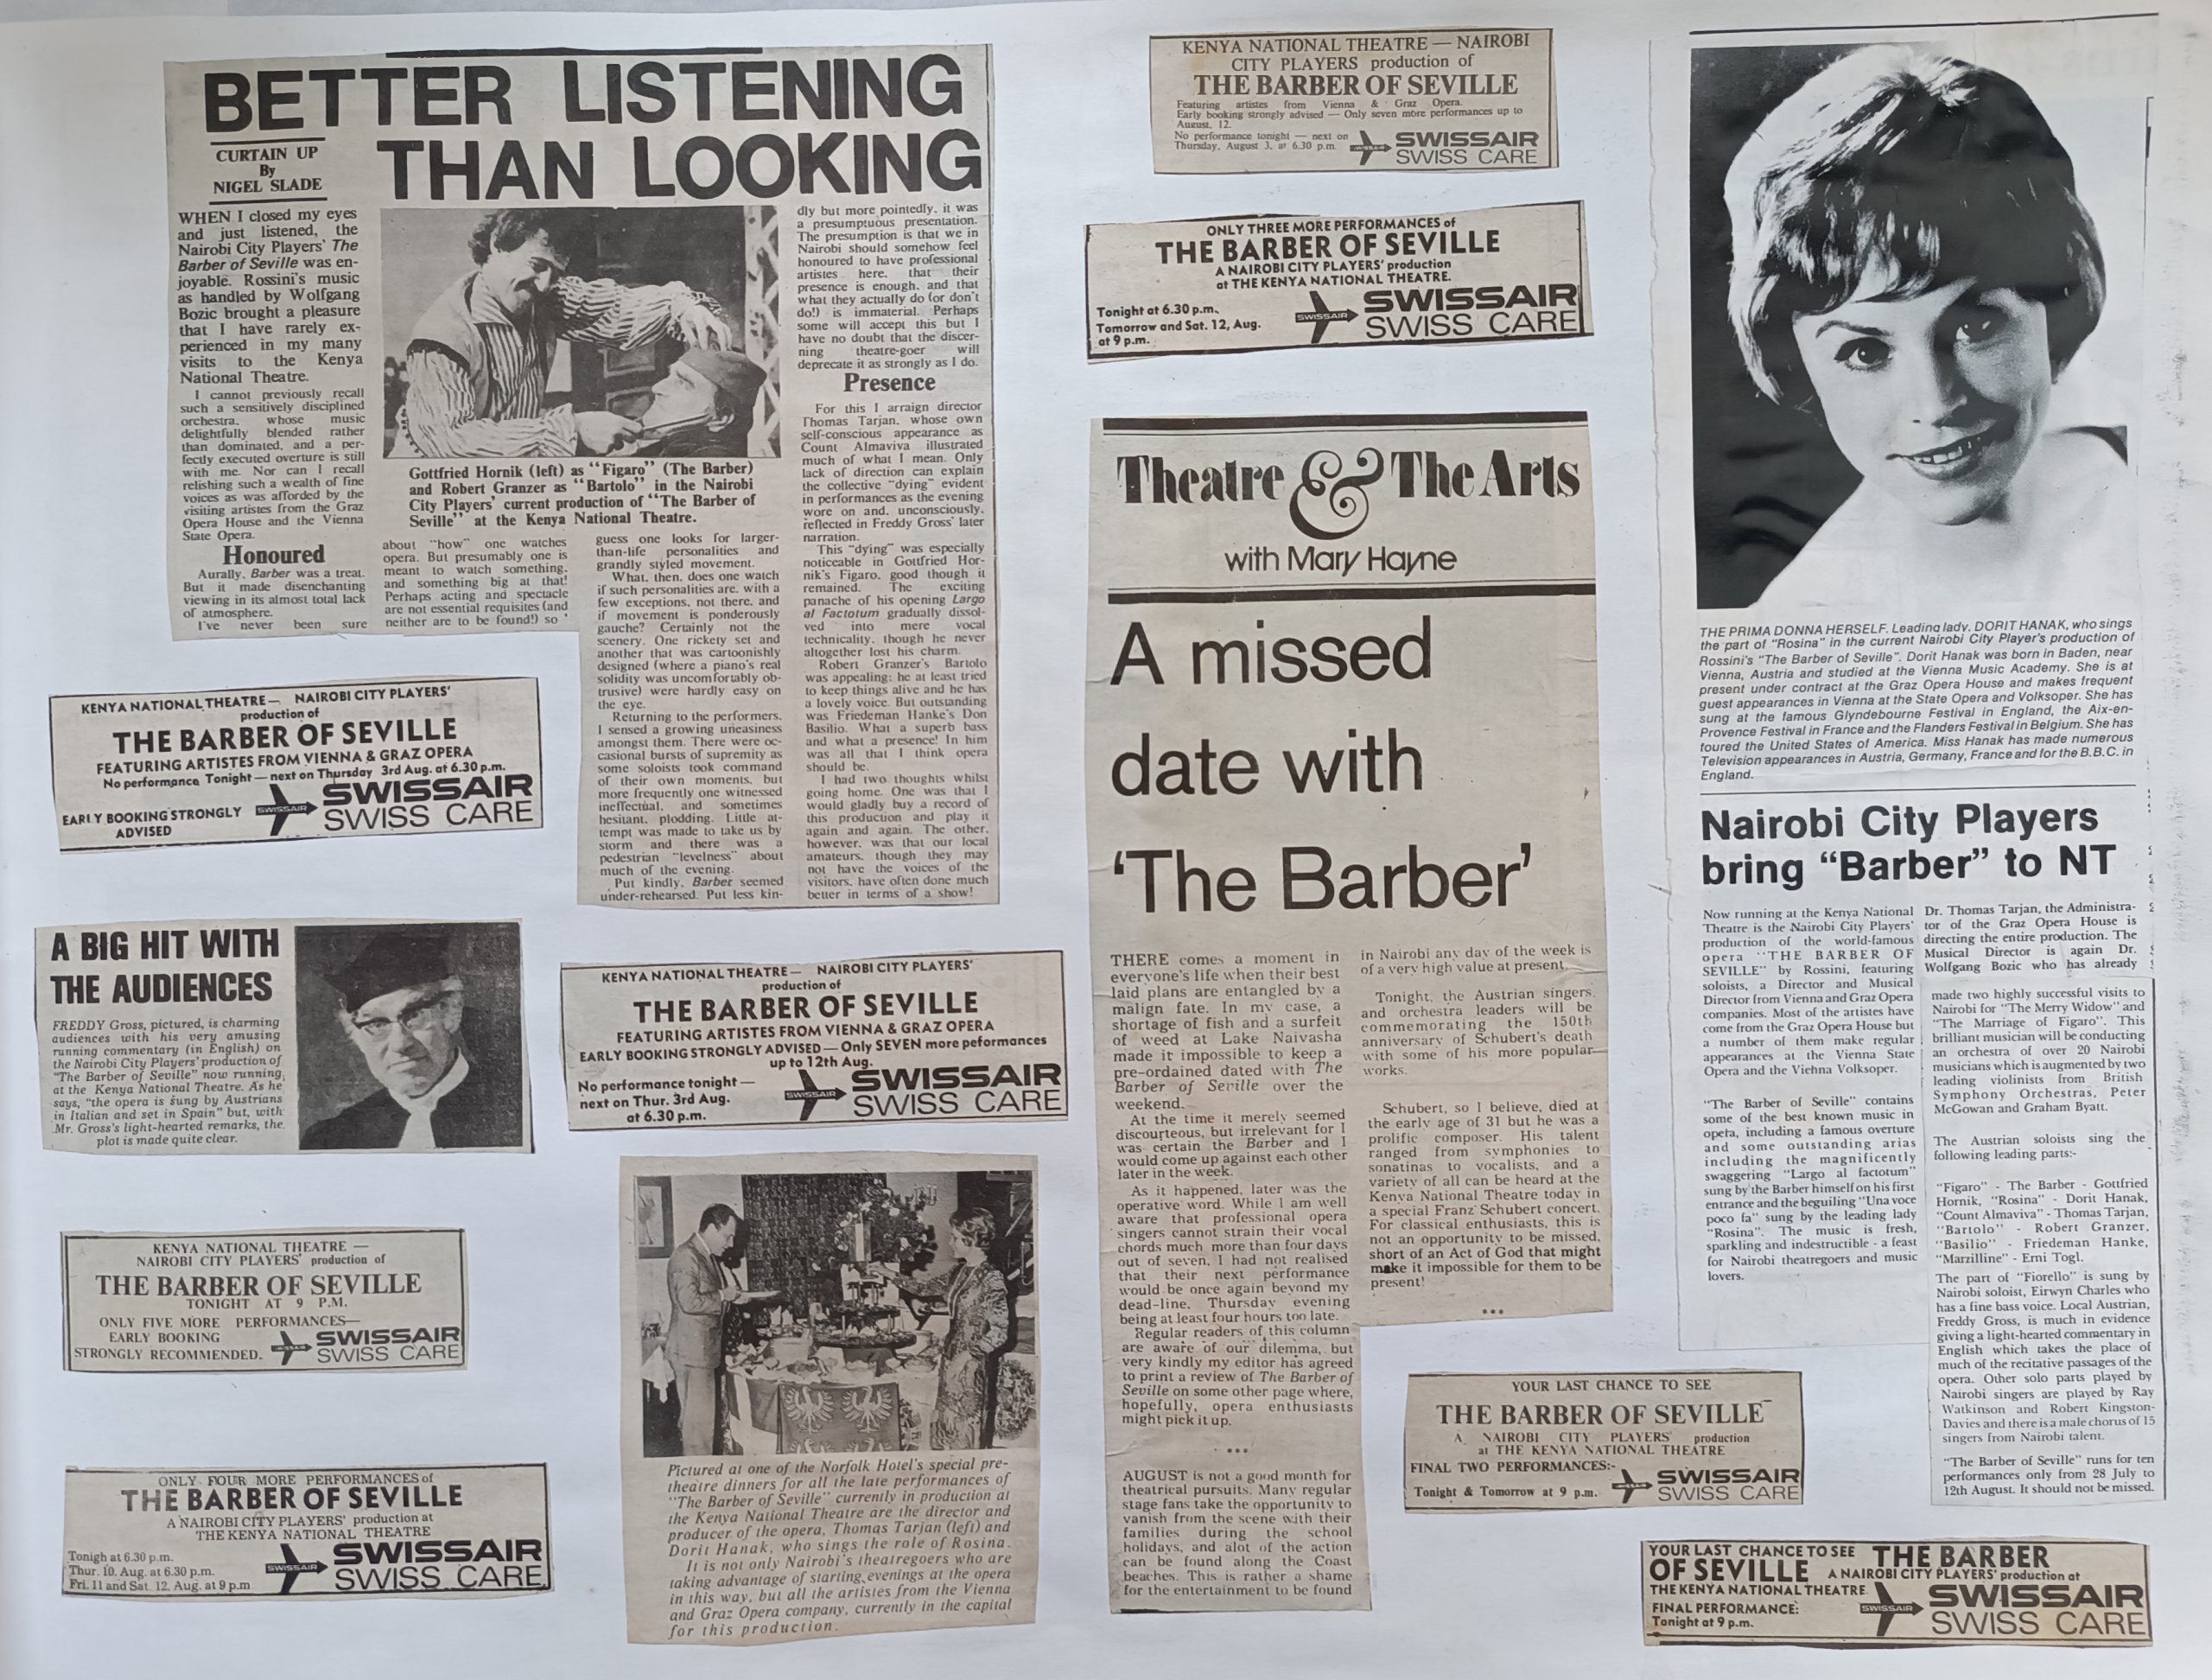 BETTER LISTENING
THAN LOOKING
CURTAIN UP
By
NIGEL SLADE
WHEN I closed my eyes
and just listened, the
Nairobi City Players' The
Barber of Seville was en-
joyable. Rossini's music
as handled by Wolfgang
Bozic brought a pleasure
that I have rarely ex-
perienced in my many
visits to the Kenya
National Theatre.
I cannot previously recall
such a sensitively disciplined
orchestra, whose music
delightfully blended rather
than dominated, and a per-
fectly executed overture is still
with me. Nor can I recall
relishing such a wealth of fine
voices as was afforded by the
visiting artistes from the Graz
Opera House and the Vienna
State Opera.
Honoured
Aurally, Barber was a treat.
But it made disenchanting
viewing in its almost total lack
of atmosphere.
I've never been sure
Gottfried Hornik (left) as "Figaro" (The Barber)
and Robert Granzer as "Bartolo" in the Nairobi
City Players' current production of "The Barber of
Seville" at the Kenya National Theatre.
about "how" one watches
opera. But presumably one is
meant to watch something,
and something big at that!
Perhaps acting and spectacle
are not essential requisites (and
neither are to be found!) so
guess one looks for larger-
than-life personalities and
grandly styled movement.
What, then, does one watch
if such personalities are, with a
few exceptions, not there, and
if movement is ponderously
gauche? Certainly not the
scenery. One rickety set and
another that was cartoonishly
designed (where a piano's real
solidity was uncomfortably ob-
trusive) were hardly easy on
the eye.
Returning to the performers,
I sensed a growing uneasiness
amongst them. There were oc-
casional bursts of supremity as
some soloists took command
of their own moments, but
more frequently one witnessed
ineffectual, and sometimes
hesitant, plodding. Little at-
tempt was made to take us by
storm and there was a
pedestrian "levelness" about
much of the evening.
Put kindly, Barber seemed
under-rehearsed. Put less kin-
dly but more pointedly, it was
a presumptuous presentation.
The presumption is that we in
Nairobi should somehow feel
honoured to have professional
artistes here, that their
presence is enough, and that
what they actually do (or don't
do!) is immaterial. Perhaps
some will accept this but I
have no doubt that the discer-
ning theatre-goer will
deprecate it as strongly as I do.
Presence
For this I arraign director
Thomas Tarjan, whose own
self-conscious appearance as
Count Almaviva illustrated
much of what I mean. Only
lack of direction can explain
the collective "dying" evident
in performances as the evening
wore on and, unconsciously,
reflected in Freddy Gross' later
narration.
This "dying" was especially
noticeable in Gottfried Hor-
nik's Figaro, good though it
remained. The exciting
panache of his opening Largo
al Factotum gradually dissol-
ved into mere vocal
technicality, though he never
altogether lost his charm.
Robert Granzer's Bartolo
was appealing; he at least tried
to keep things alive and he has
a lovely voice. But outstanding
was Friedeman Hanke's Don
Basilio. What a superb bass
and what a presence! In him
was all that I think opera
should be.
I had two thoughts whilst
going home. One was that I
would gladly buy a record of
this production and play it
again and again. The other,
however, was that our local
amateurs, though they may
not have the voices of the
visitors, have often done much
better in terms of a show!
KENYA NATIONAL THEATRE— NAIROBI CITY PLAYERS'
production of
THE BARBER OF SEVILLE
FEATURING ARTISTES FROM VIENNA & GRAZ OPERA
No performance Tonight — next on Thursday 3rd Aug. at 6.30 p.m.
EARLY BOOKING STRONGLY
ADVISED
SWISSAIR
SWISSAIR
SWISS CARE
A BIG HIT WITH
THE AUDIENCES
FREDDY Gross, pictured, is charming
audiences with his very amusing
running commentary (in English) on
the Nairobi City Players' production of
"The Barber of Seville" now running
at the Kenya National Theatre. As he
says, "the opera is sung by Austrians
in Italian and set in Spain" but, with
Mr. Gross's light-hearted remarks, the
plot is made quite clear.
KENYA NATIONAL THEATRE— NAIROBI CITY PLAYERS'
production of
THE BARBER OF SEVILLE
FEATURING ARTISTES FROM VIENNA & GRAZ OPERA
EARLY BOOKING STRONGLY ADVISED — Only SEVEN more peformances
up to 12th Aug.
No performance tonight —
next on Thur. 3rd Aug.
at 6.30 p.m.
SWISSAIR
SWISSAIR
SWISS CARE
KENYA NATIONAL THEATRE —
NAIROBI CITY PLAYERS' production of
THE BARBER OF SEVILLE
TONIGHT AT 9 P.M.
ONLY FIVE MORE PERFORMANCES—
EARLY BOOKING
STRONGLY RECOMMENDED.
SWISSAIR
SWISS CARE
ONLY FOUR MORE PERFORMANCES of
THE BARBER OF SEVILLE
A NAIROBI CITY PLAYERS' production at
THE KENYA NATIONAL THEATRE
Tonigh at 6.30 p.m.
Thur. 10. Aug. at 6.30 p.m.
Fri. 11 and Sat. 12, Aug. at 9 p.m
SWISSAIR
SWISSAIR
SWISS CARE
Pictured at one of the Norfolk Hotel's special pre-
theatre dinners for all the late performances of
"The Barber of Seville" currently in production at
the Kenya National Theatre are the director and
producer of the opera, Thomas Tarjan (left) and
Dorit Hanak, who sings the role of Rosina.
It is not only Nairobi's theatregoers who are
taking advantage of starting evenings at the opera
in this way, but all the artistes from the Vienna
and Graz Opera company, currently in the capital
for this production.
KENYA NATIONAL THEATRE — NAIROBI
CITY PLAYERS production of
THE BARBER OF SEVILLE
Featuring artistes from Vienna & Graz Opera.
Early booking strongly advised — Only seven more performances up to
August, 12.
No performance tonight — next on
Thursday, August 3, at 6.30 p.m.
SWISSAIR
SWISS CARE
ONLY THREE MORE PERFORMANCES of
THE BARBER OF SEVILLE
A NAIROBI CITY PLAYERS' production
at THE KENYA NATIONAL THEATRE.
Tonight at 6.30 p.m.
Tomorrow and Sat. 12, Aug.
at 9 p.m.
SWISSAIR
SWISSAIR
SWISS CARE
Theatre & The Arts
with Mary Hayne
A missed
date with
'The Barber'
THERE comes a moment in
everyone's life when their best
laid plans are entangled by a
malign fate. In my case, a
shortage of fish and a surfeit
of weed at Lake Naivasha
made it impossible to keep a
pre-ordained dated with The
Barber of Seville over the
weekend.
At the time it merely seemed
discourteous, but irrelevant for I
was certain the Barber and I
would come up against each other
later in the week.
As it happened, later was the
operative word. While I am well
aware that professional opera
singers cannot strain their vocal
chords much more than four days
out of seven, I had not realised
that their next performance
would be once again beyond my
dead-line, Thursday evening
being at least four hours too late.
Regular readers of this column
are aware of our dilemma, but
very kindly my editor has agreed
to print a review of The Barber of
Seville on some other page where,
hopefully, opera enthusiasts
might pick it up.
•••
AUGUST is not a good month for
theatrical pursuits. Many regular
stage fans take the opportunity to
vanish from the scene with their
families during the school
holidays, and alot of the action
can be found along the Coast
beaches. This is rather a shame
for the entertainment to be found
in Nairobi any day of the week is
of a very high value at present.
Tonight, the Austrian singers,
and orchestra leaders will be
commemorating the 150th
anniversary of Schubert's death
with some of his more popular
works.
Schubert, so I believe, died at
the early age of 31 but he was a
prolific composer. His talent
ranged from symphonies to
sonatinas to vocalists, and a
variety of all can be heard at the
Kenya National Theatre today in
a special Franz Schubert concert.
For classical enthusiasts, this is
not an opportunity to be missed,
short of an Act of God that might
make it impossible for them to be
present!
•••
THE PRIMA DONNA HERSELF. Leading lady, DORIT HANAK, who sings
the part of "Rosina" in the current Nairobi City Player's production of
Rossini's "The Barber of Seville". Dorit Hanak was born in Baden, near
Vienna, Austria and studied at the Vienna Music Academy. She is at
present under contract at the Graz Opera House and makes frequent
guest appearances in Vienna at the State Opera and Volksoper. She has
sung at the famous Glyndebourne Festival in England, the Aix-en-
Provence Festival in France and the Flanders Festival in Belgium. She has
toured the United States of America. Miss Hanak has made numerous
Television appearances in Austria, Germany, France and for the B.B.C. in
England.
Nairobi City Players
bring "Barber" to NT
Now running at the Kenya National
Theatre is the Nairobi City Players'
production of the world-famous
opera "THE BARBER OF
SEVILLE" by Rossini, featuring
soloists, a Director and Musical
Director from Vienna and Graz Opera
companies. Most of the artistes have
come from the Graz Opera House but
a number of them make regular
appearances at the Vienna State
Opera and the Viehna Volksoper.
"The Barber of Seville" contains
some of the best known music in
opera, including a famous overture
and some outstanding arias
including the magnificently
swaggering "Largo al factotum"
sung by the Barber himself on his first
entrance and the beguiling "Una voce
poco fa" sung by the leading lady
"Rosina". The music is fresh,
sparkling and indestructible - a feast
for Nairobi theatregoers and music
lovers.
Dr. Thomas Tarjan, the Administra-
tor of the Graz Opera House is
directing the entire production. The
Musical Director is again Dr.
Wolfgang Bozic who has already
made two highly successful visits to
Nairobi for "The Merry Widow" and
"The Marriage of Figaro". This
brilliant musician will be conducting
an orchestra of over 20 Nairobi
musicians which is augmented by two
leading violinists from British
Symphony Orchestras, Peter
McGowan and Graham Byatt.
The Austrian soloists sing the
following leading parts:-
"Figaro" - The Barber - Gottfried
Hornik, "Rosina" - Dorit Hanak,
"Count Almaviva" - Thomas Tarjan,
"Bartolo" - Robert Granzer,
"Basilio" - Friedeman Hanke,
"Marzilline" - Erni Togl.
The part of "Fiorello" is sung by
Nairobi soloist, Eirwyn Charles who
has a fine bass voice. Local Austrian,
Freddy Gross, is much in evidence
giving a light-hearted commentary in
English which takes the place of
much of the recitative passages of the
opera. Other solo parts played by
Nairobi singers are played by Ray
Watkinson and Robert Kingston-
Davies and there is a male chorus of 15
singers from Nairobi talent.
"The Barber of Seville" runs for ten
performances only from 28 July to
12th August. It should not be missed.
YOUR LAST CHANCE TO SEE
THE BARBER OF SEVILLE
A NAIROBI CITY PLAYERS' production
at THE KENYA NATIONAL THEATRE
FINAL TWO PERFORMANCES:-
Tonight & Tomorrow at 9 p.m.
SWISSAIR
SWISS CARE
YOUR LAST CHANCE TO SEE THE BARBER
OF SEVILLE A NAIROBI CITY PLAYERS' production at
THE KENYA NATIONAL THEATRE
FINAL PERFORMANCE:
Tonight at 9 p.m.
SWISSAIR
SWISSAIR
SWISS CARE